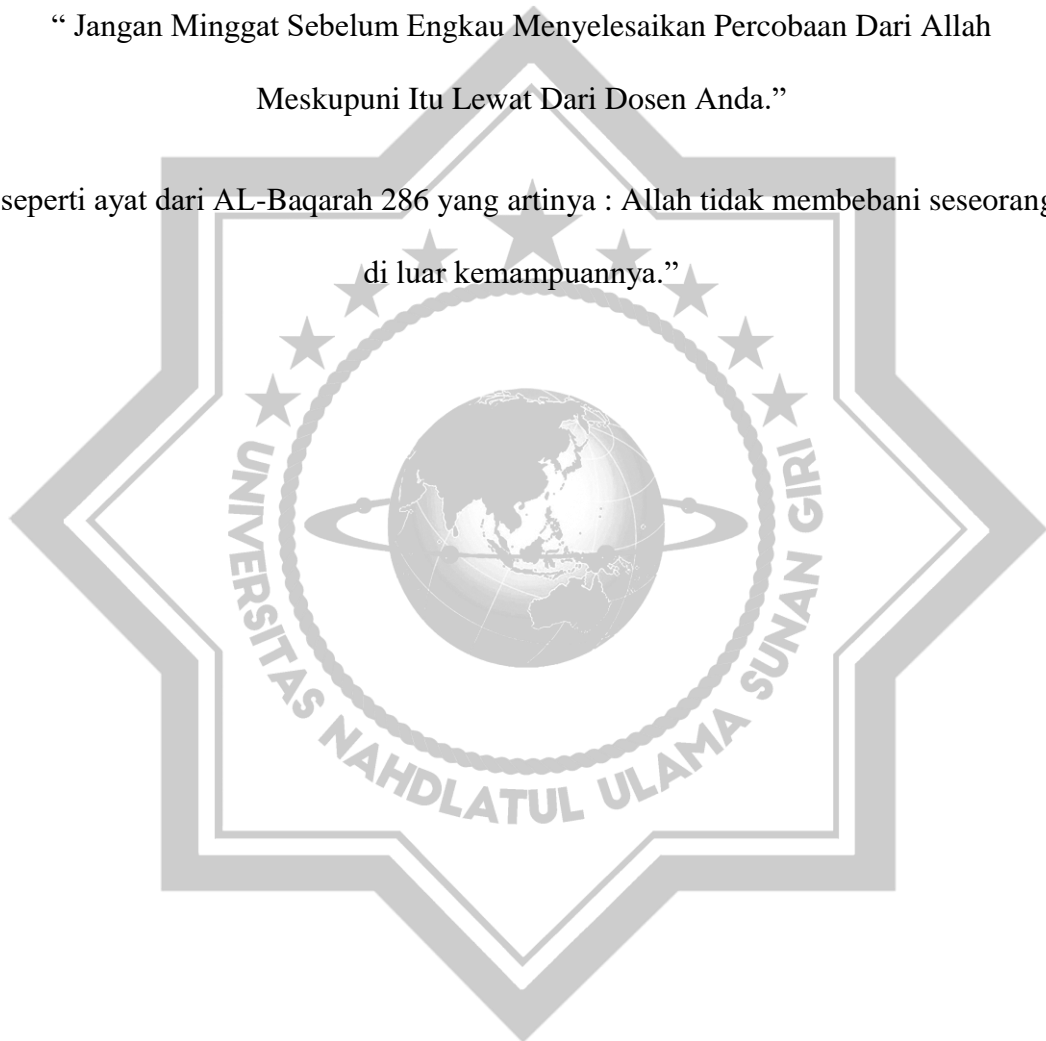 “ Jangan Minggat Sebelum Engkau Menyelesaikan Percobaan Dari Allah
Meskupuni Itu Lewat Dari Dosen Anda.”
seperti ayat dari AL-Baqarah 286 yang artinya : Allah tidak membebani seseorang
di luar kemampuannya.”
UNIVERSITAS NAHDLATUL ULAMA SUNAN GIRI